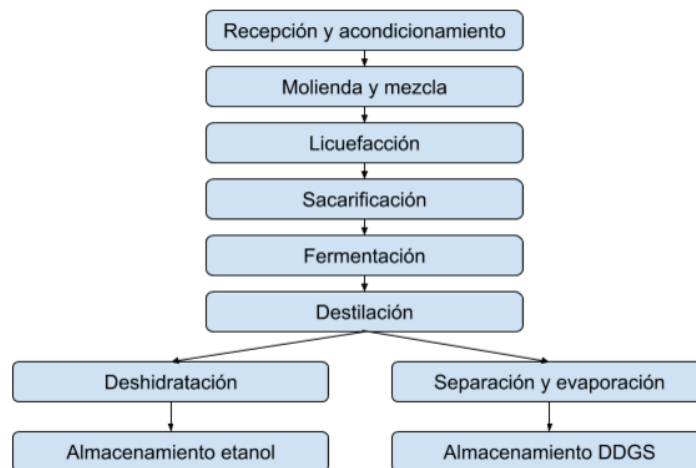 Recepción y acondicionamiento
Molienda y mezcla
Licuefacción
Sacarificación
Fermentación
Destilación
Deshidratación
Separación y evaporación
Almacenamiento etanol
Almacenamiento DDGS